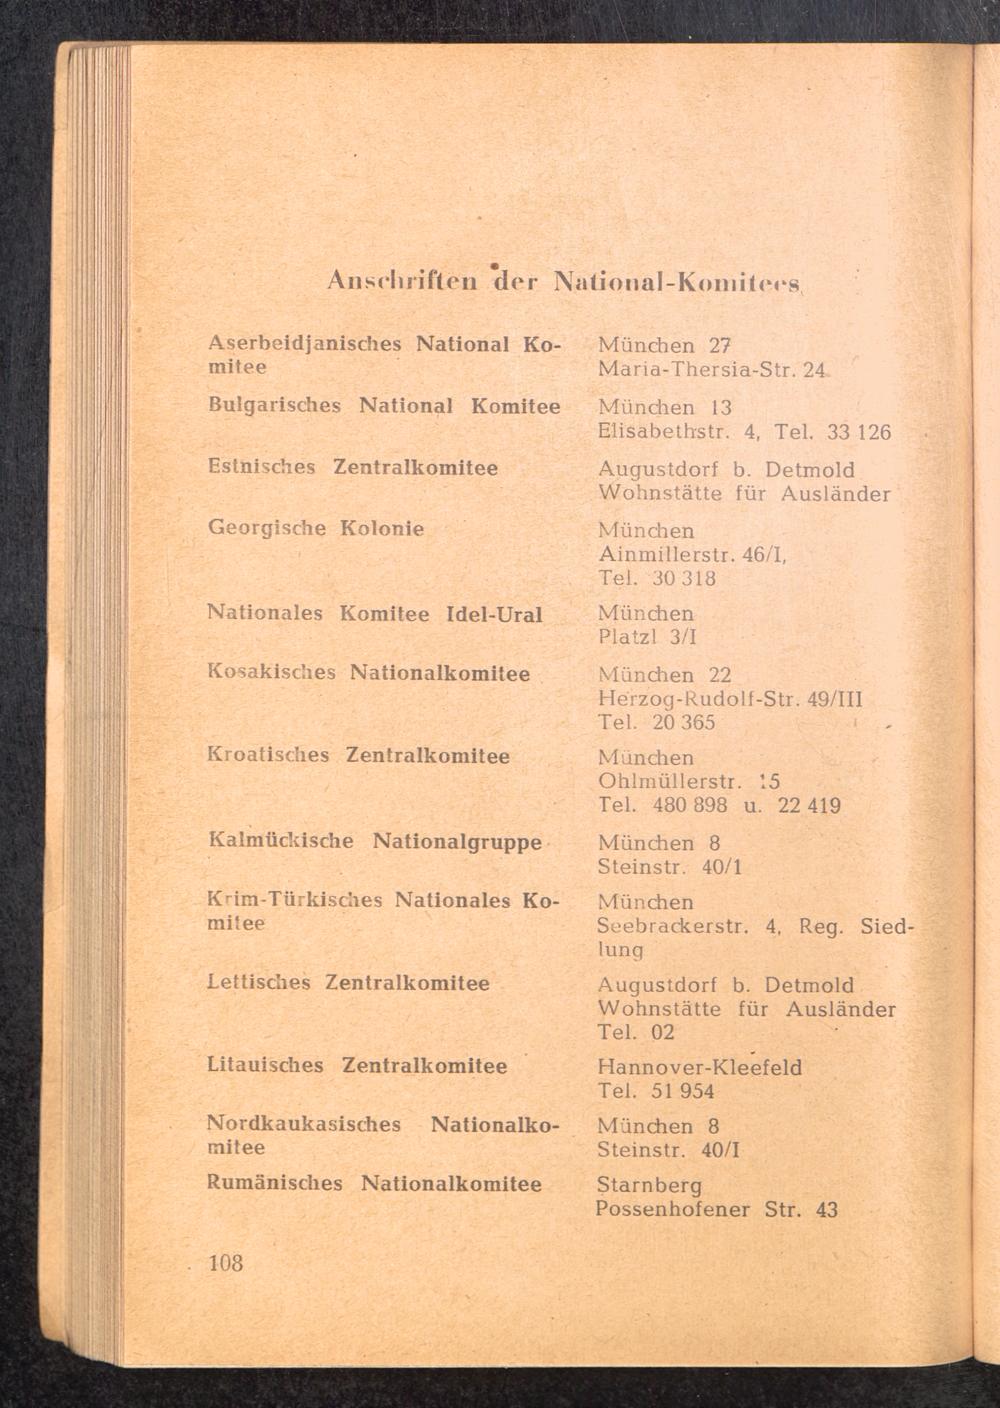 Anschriften der National-Komitees
Aserbeidjanisches National Ko-
mitee
München 27
Maria-Thersia-Str. 24
Bulgarisches National Komitee
München 13
Elisabethstr. 4, Tel. 33 126
Estnisches Zentralkomitee
Augustdorf b. Detmold
Wohnstätte für Ausländer
Georgische Kolonie
München
Ainmillerstr. 46/I,
Tel. 30 318
Nationales Komitee Idel-Ural
München
Platzl 3/I
Kosakisches Nationalkomitee
München 22
Herzog-Rudolf-Str. 49/III
Tel. 20 365
Kroatisches Zentralkomitee
München
Ohlmüllerstr. 15
Tel. 480 898 u. 22 419
Kalmückische Nationalgruppe
München 8
Steinstr. 40/1
Krim-Türkisches Nationales Ko-
mitee
München
Seebrackerstr. 4, Reg. Sied-
lung
Lettisches Zentralkomitee
Augustdorf b. Detmold
Wohnstätte für Ausländer
Tel. 02
Litauisches Zentralkomitee
Hannover-Kleefeld
Tel. 51 954
Nordkaukasisches Nationalko-
mitee
München 8
Steinstr. 40/I
Rumänisches Nationalkomitee
Starnberg
Possenhofener Str. 43
108